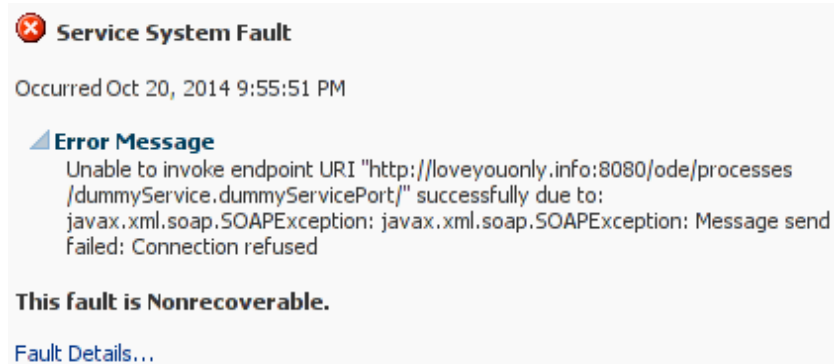 Service System Fault
Occurred Oct 20, 2014 9:55:51 PM
Error Message
Unable to invoke endpoint URI "http://loveyouonly.info:8080/ode/processes
/dummyService.dummyServicePort/" successfully due to:
javax.xml.soap.SOAPException: javax.xml.soap.SOAPException: Message send
failed: Connection refused
This fault is Nonrecoverable.
Fault Details...